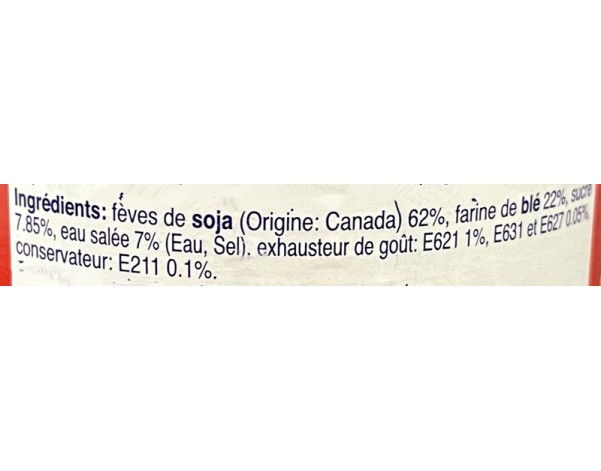 Ingrédients: fèves de soja (Origine: Canada) 62%, farine de blé 22%, sucre
7.85%, eau salée 7% (Eau, Sel). exhausteur de goût: E621 1%, E631 et E627 0.05%,
conservateur: E211 0.1%.